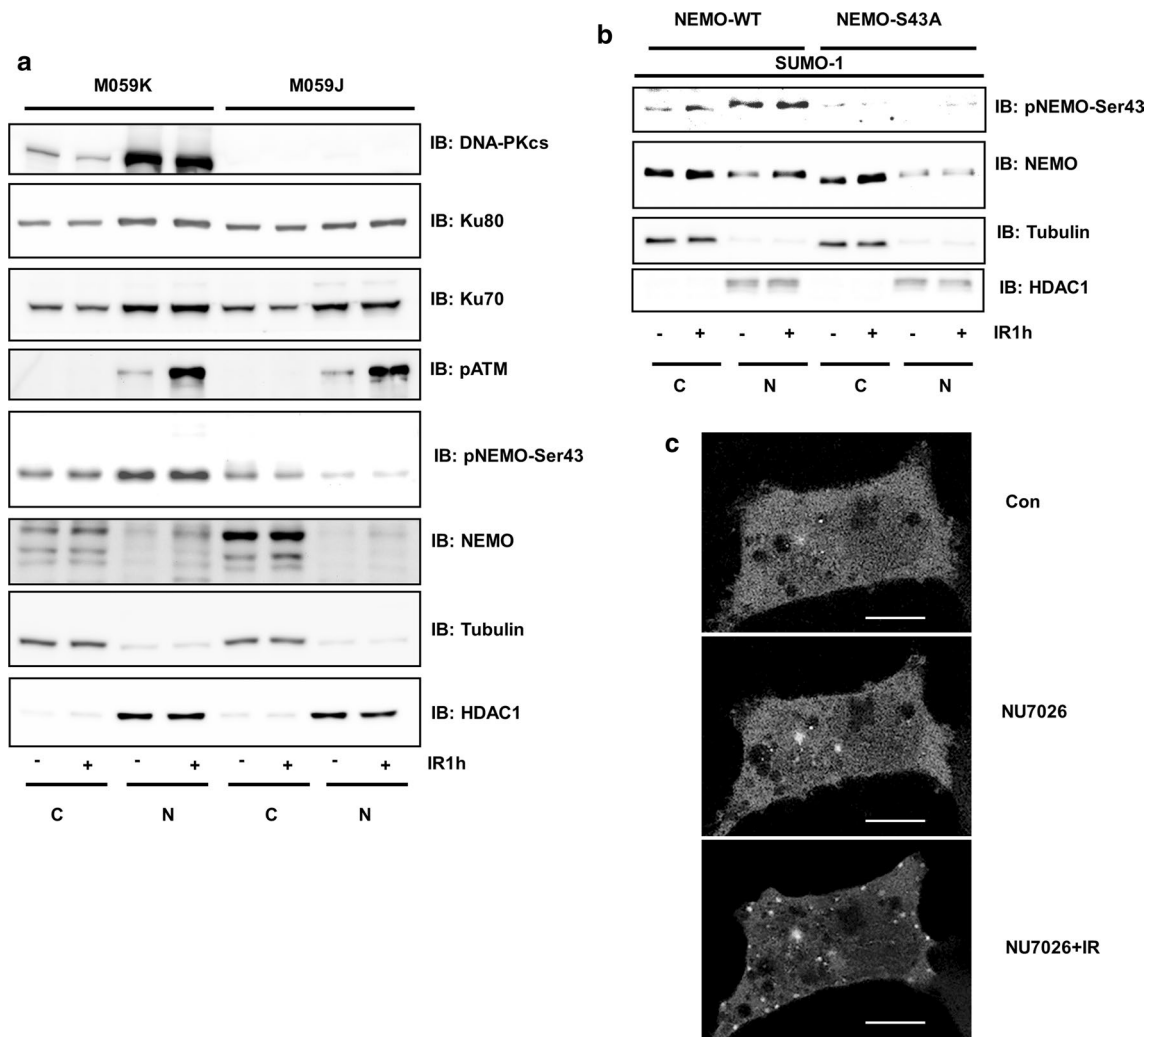 a
M059K M059J
IB: DNA-PKcs
IB: Ku80
IB: Ku70
IB: pATM
IB: pNEMO-Ser43
IB: NEMO
IB: Tubulin
IB: HDAC1
- + - + - + - + IR1h
C N C N
b
NEMO-WT NEMO-S43A
SUMO-1
IB: pNEMO-Ser43
IB: NEMO
IB: Tubulin
IB: HDAC1
- + - + - + - + IR1h
C N C N
c
Con
NU7026
NU7026+IR